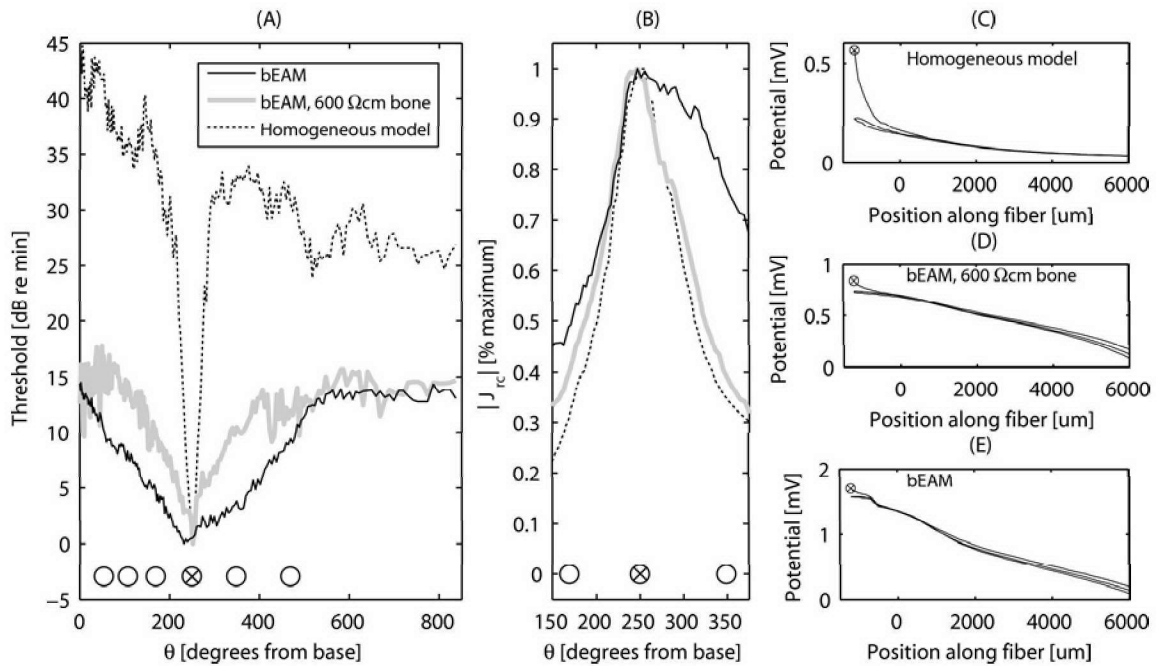 (A)
45
40
35
30
25
20
15
10
5
0
−5
Threshold [dB re min]
bEAM
bEAM, 600 Ωcm bone
Homogeneous model
0 200 400 600 800
θ [degrees from base]
(B)
1
0.9
0.8
0.7
0.6
0.5
0.4
0.3
0.2
0.1
0
|J_rc| [% maximum]
150 200 250 300 350
θ [degrees from base]
(C)
Homogeneous model
0.5
0
Potential [mV]
0 2000 4000 6000
Position along fiber [um]
(D)
bEAM, 600 Ωcm bone
1
0.5
0
Potential [mV]
0 2000 4000 6000
Position along fiber [um]
(E)
bEAM
2
1
0
Potential [mV]
0 2000 4000 6000
Position along fiber [um]